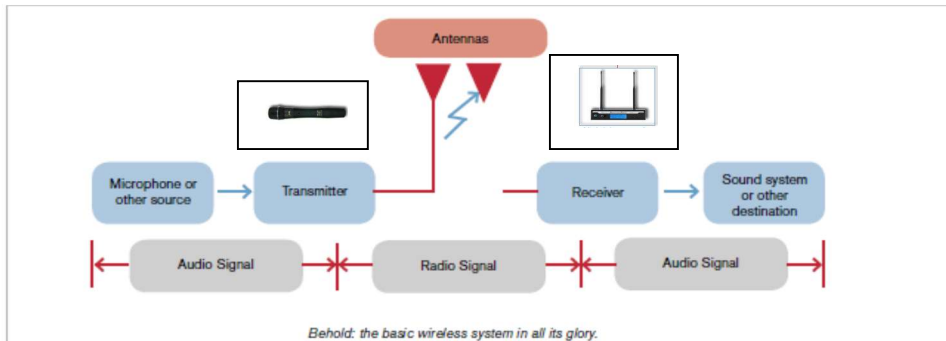 Antennas
Microphone or
other source
Transmitter
Receiver
Sound system
or other
destination
Audio Signal
Radio Signal
Audio Signal
Behold: the basic wireless system in all its glory.